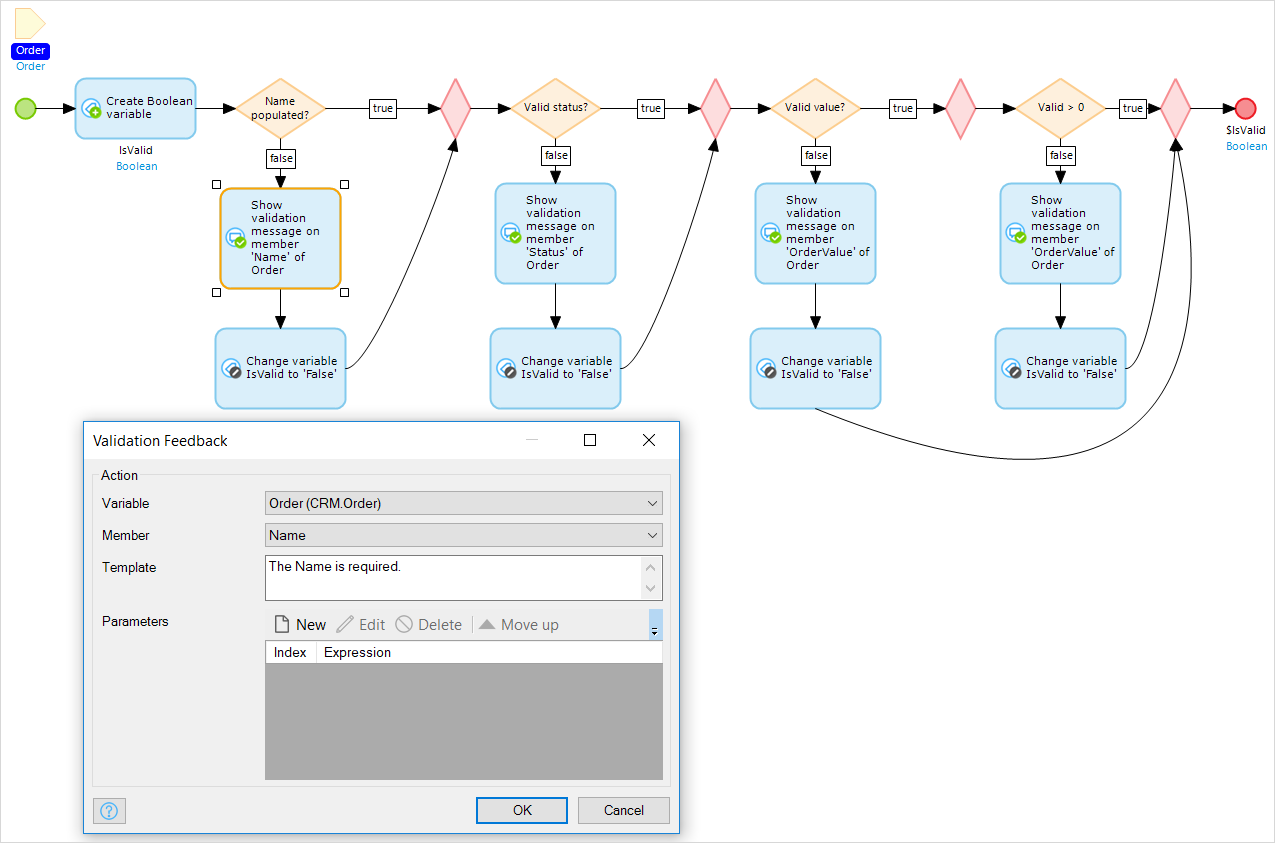 Order
Order
Create Boolean
variable
IsValid
Boolean
Name
populated?
true
false
Valid status?
true
false
Valid value?
true
false
Valid > 0
true
false
$IsValid
Boolean
Show
validation
message on
member
'Name' of
Order
Show
validation
message on
member
'Status' of
Order
Show
validation
message on
member
'OrderValue' of
Order
Show
validation
message on
member
'OrderValue' of
Order
Change variable
IsValid to 'False'
Change variable
IsValid to 'False'
Change variable
IsValid to 'False'
Change variable
IsValid to 'False'
Validation Feedback
Action
Variable
Order (CRM.Order)
Member
Name
Template
The Name is required.
Parameters
New Edit Delete Move up
Index Expression
?
OK
Cancel